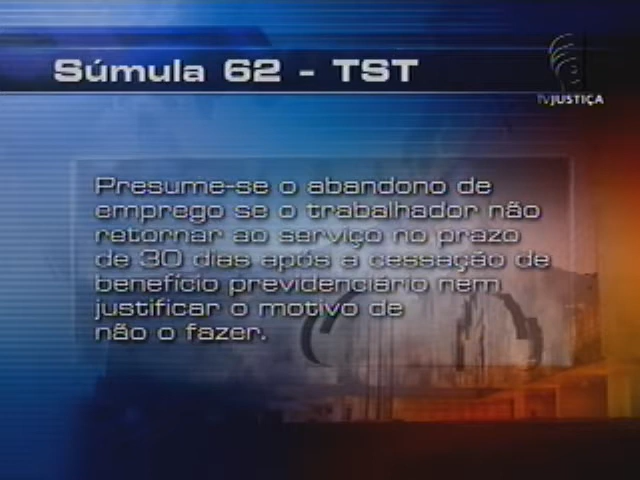 Súmula 62 - TST
TVJUSTIÇA
Presume-se o abandono de
emprego se o trabalhador não
retornar ao serviço no prazo
de 30 dias após a cessação de
benefício previdenciário nem
justificar o motivo de
não o fazer.